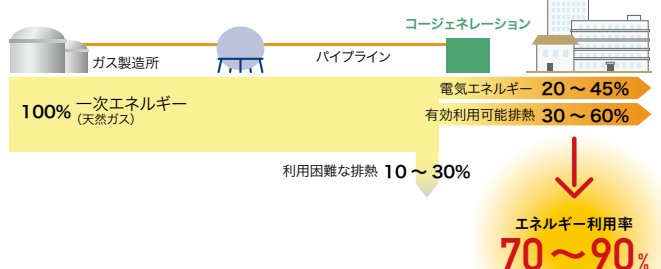 コージェネレーション
ガス製造所
パイプライン
100% 一次エネルギー
(天然ガス)
電気エネルギー 20～45%
有効利用可能排熱 30～60%
利用困難な排熱 10～30%
エネルギー利用率
70～90%